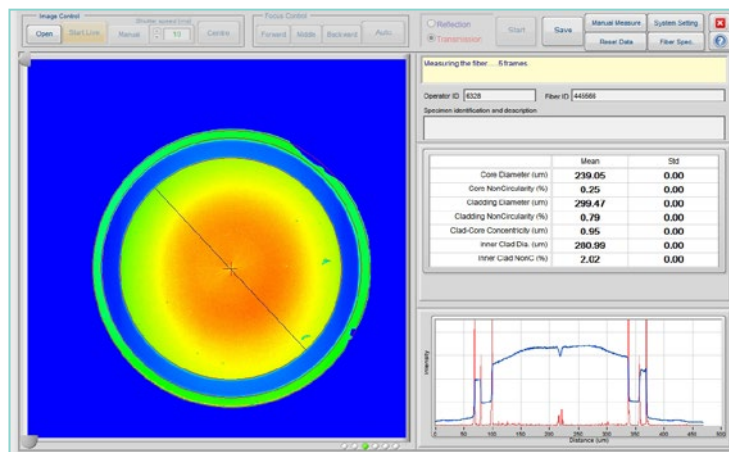 Image Control
Shutter speed (ms)
Open
Start Live
Manual
10
Centre
Focus Control
Forward
Middle
Backward
Auto
Reflection
Transmission
Start
Save
Manual Measure
System Setting
Reset Data
Fiber Spec.
Measuring the fiber.....5 frames.
Operator ID 6328 Fiber ID 445566
Specimen identification and description
Mean Std
Core Diameter (um) 239.05 0.00
Core NonCircularity (%) 0.25 0.00
Cladding Diameter (um) 299.47 0.00
Cladding NonCircularity (%) 0.79 0.00
Clad-Core Concentricity (um) 0.95 0.00
Inner Clad Dia. (um) 280.99 0.00
Inner Clad NonC (%) 2.02 0.00
Intensity
0 50 100 150 200 250 300 350 400 450 500
Distance (um)